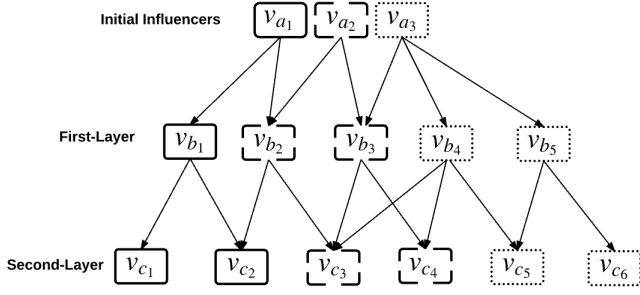 Initial Influencers v_{a_1} v_{a_2} v_{a_3}
First-Layer v_{b_1} v_{b_2} v_{b_3} v_{b_4} v_{b_5}
Second-Layer v_{c_1} v_{c_2} v_{c_3} v_{c_4} v_{c_5} v_{c_6}